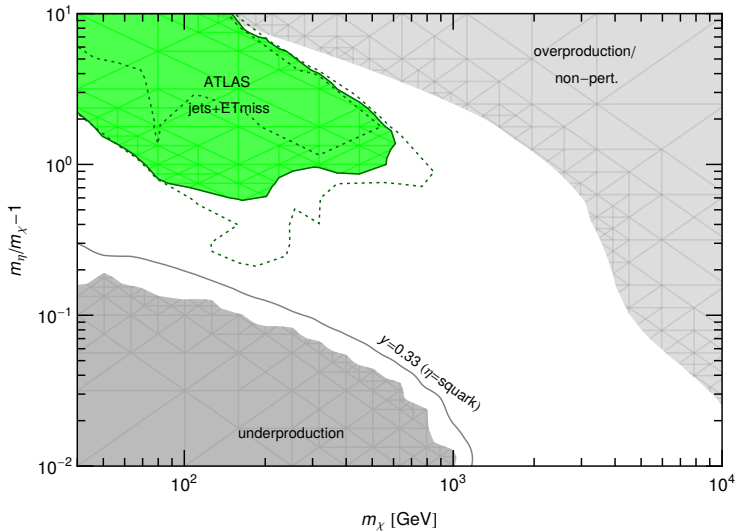 10^1
10^0
10^-1
10^-2
m_η/m_χ−1
overproduction/
non−pert.
ATLAS
jets+ETmiss
y=0.33 (η=squark)
underproduction
10^2
10^3
10^4
m_χ [GeV]